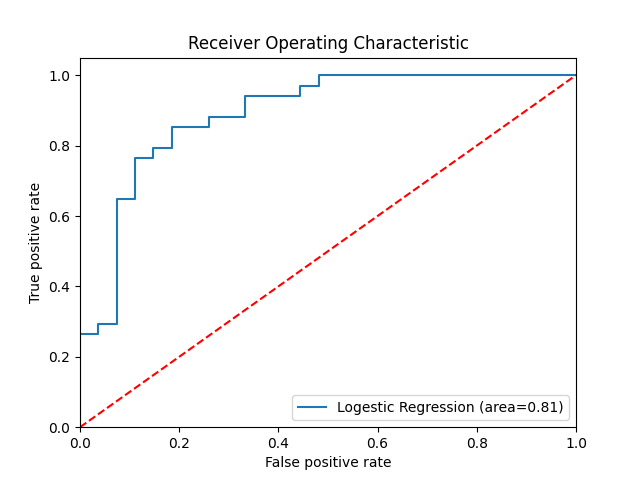 Receiver Operating Characteristic
1.0
0.8
0.6
0.4
0.2
0.0
True positive rate
Logestic Regression (area=0.81)
0.0 0.2 0.4 0.6 0.8 1.0
False positive rate